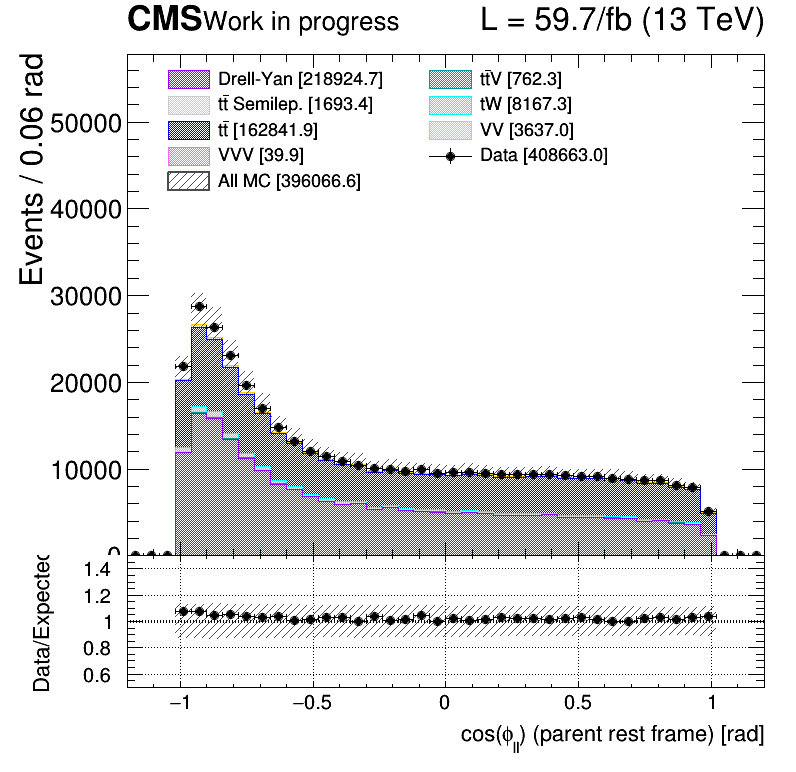 CMS Work in progress L = 59.7/fb (13 TeV)
Events / 0.06 rad
Drell-Yan [218924.7]
tt̄ Semilep. [1693.4]
tt̄ [162841.9]
VVV [39.9]
All MC [396066.6]
tt̄V [762.3]
tW [8167.3]
VV [3637.0]
Data [408663.0]
50000
40000
30000
20000
10000
0
Data/Expected
1.4
1.2
1
0.8
0.6
−1 −0.5 0 0.5 1
cos(ϕ_ll) (parent rest frame) [rad]